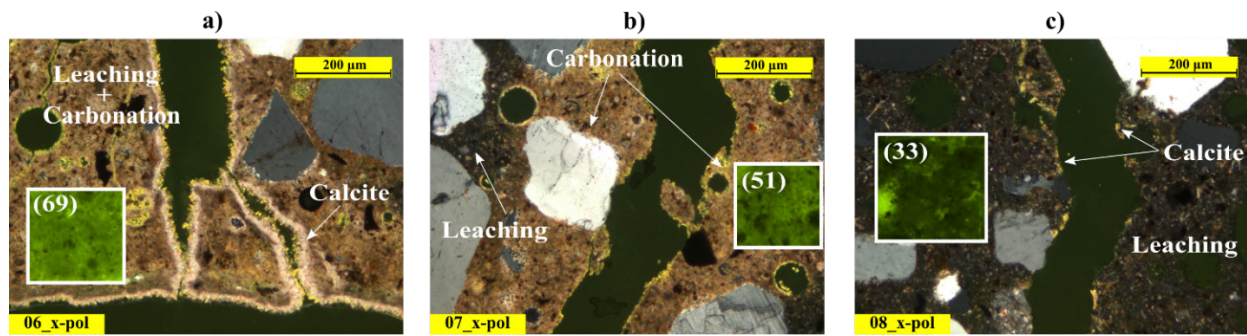 a)
Leaching
+
Carbonation
200 μm
(69)
Calcite
06_x-pol
b)
Carbonation
200 μm
(51)
Leaching
07_x-pol
c)
200 μm
(33)
Calcite
Leaching
08_x-pol